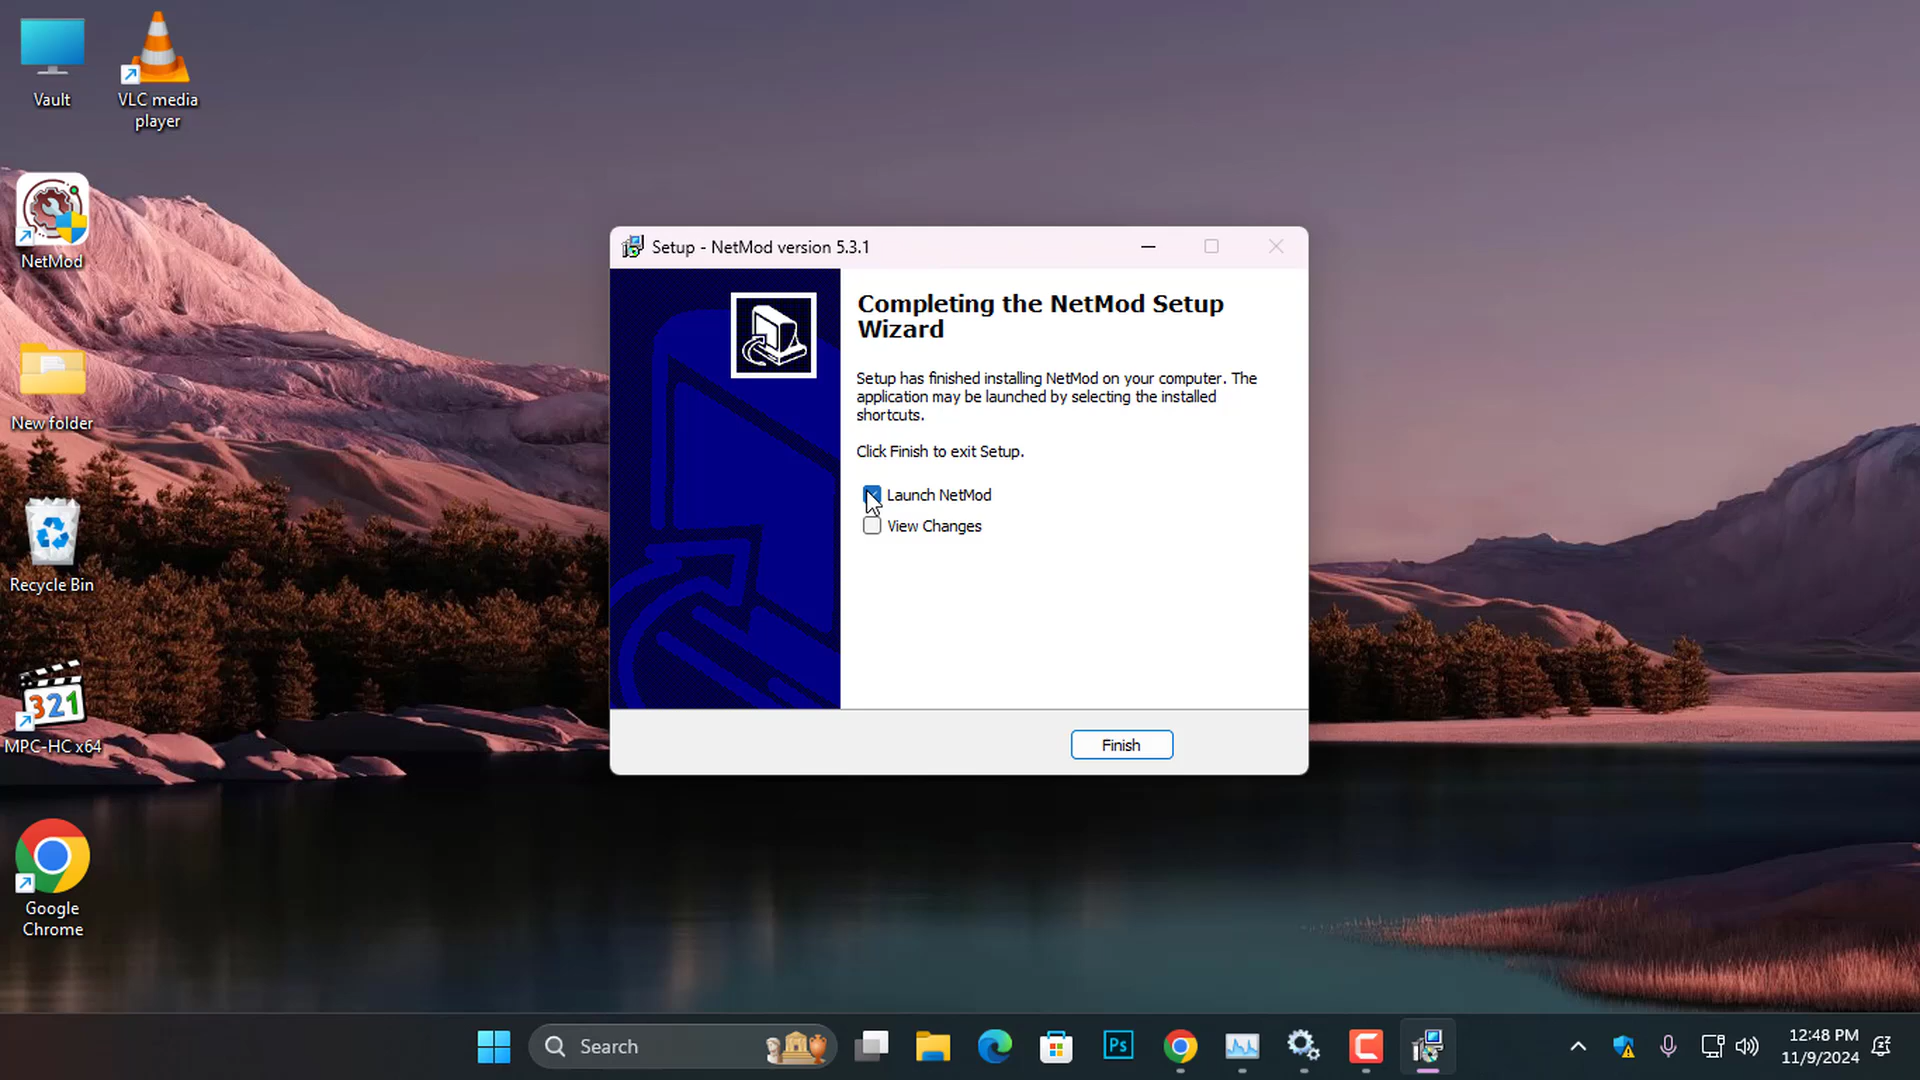 Vault
VLC media
player
NetMod
New folder
Recycle Bin
321
MPC-HC x64
Google
Chrome
Setup - NetMod version 5.3.1
Completing the NetMod Setup
Wizard
Setup has finished installing NetMod on your computer. The
application may be launched by selecting the installed
shortcuts.
Click Finish to exit Setup.
Launch NetMod
View Changes
Finish
Search
Ps
12:48 PM
11/9/2024